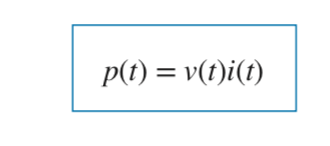 p(t) = v(t)i(t)